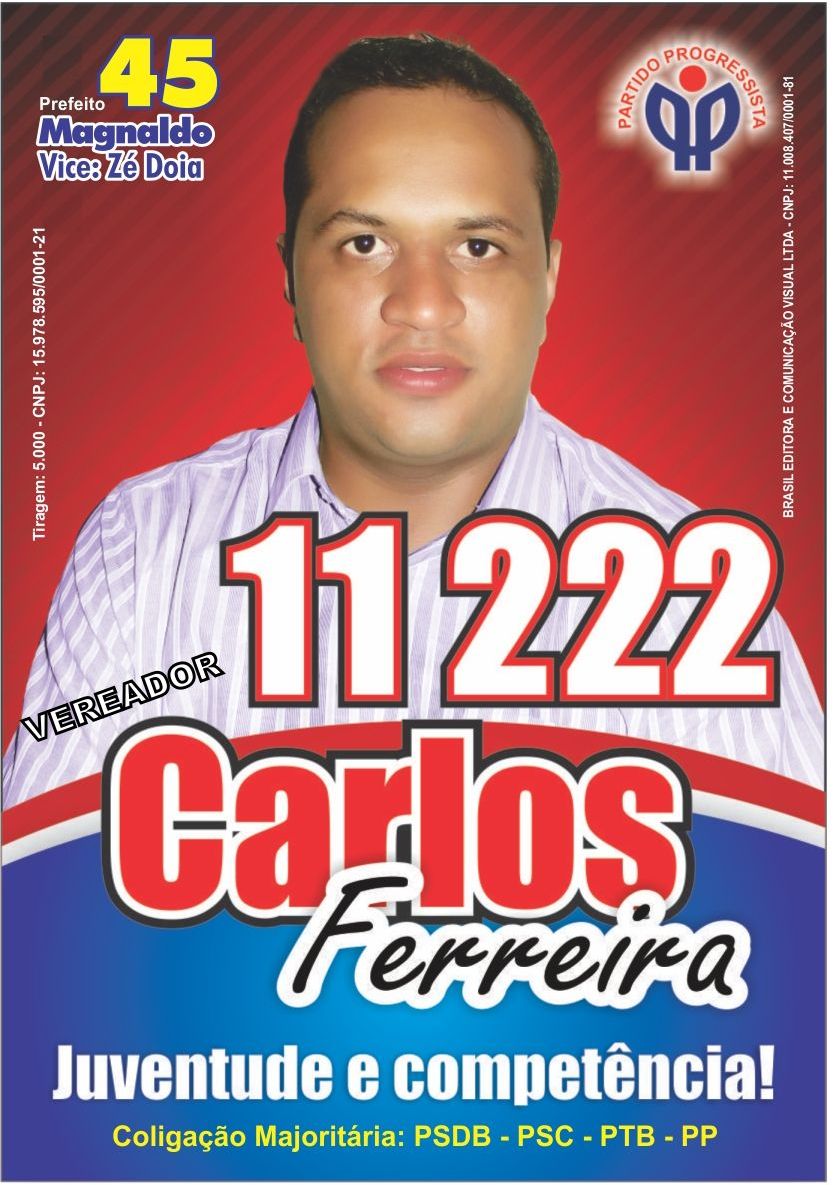 45
Prefeito
Magnaldo
Vice: Zé Doia
PARTIDO PROGRESSISTA
Tiragem: 5.000 - CNPJ: 15.978.595/0001-21
BRASIL EDITORA E COMUNICAÇÃO VISUAL LTDA - CNPJ: 11.008.407/0001-81
11 222
VEREADOR
Carlos
Ferreira
Juventude e competência!
Coligação Majoritária: PSDB - PSC - PTB - PP